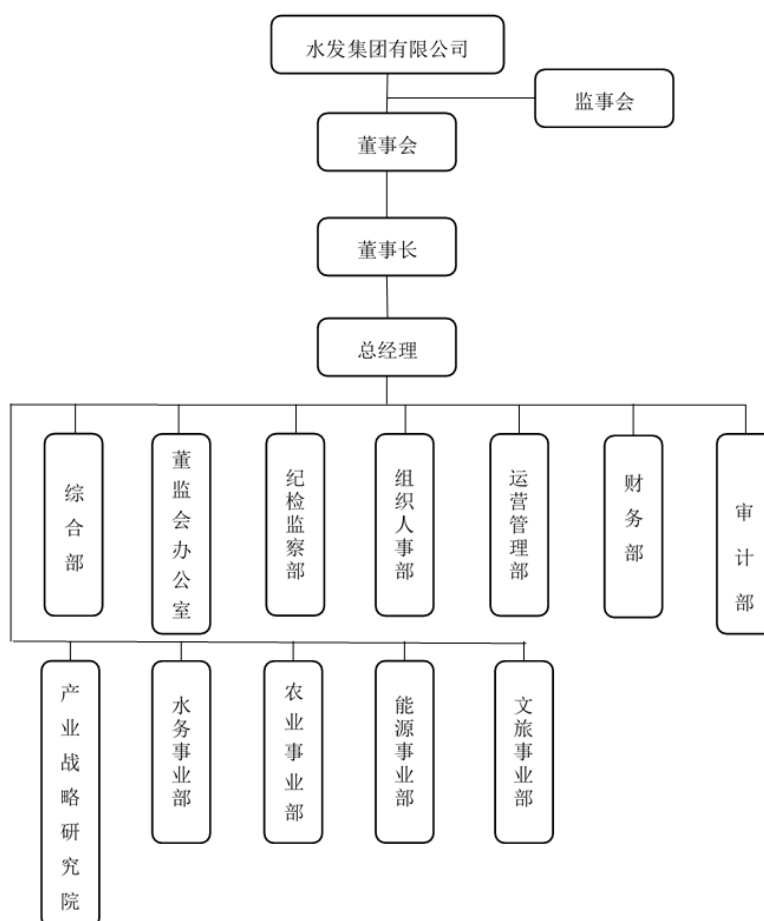 水发集团有限公司
监事会
董事会
董事长
总经理
综合部
董监会办公室
纪检监察部
组织人事部
运营管理部
财务部
审计部
产业战略研究院
水务事业部
农业事业部
能源事业部
文旅事业部